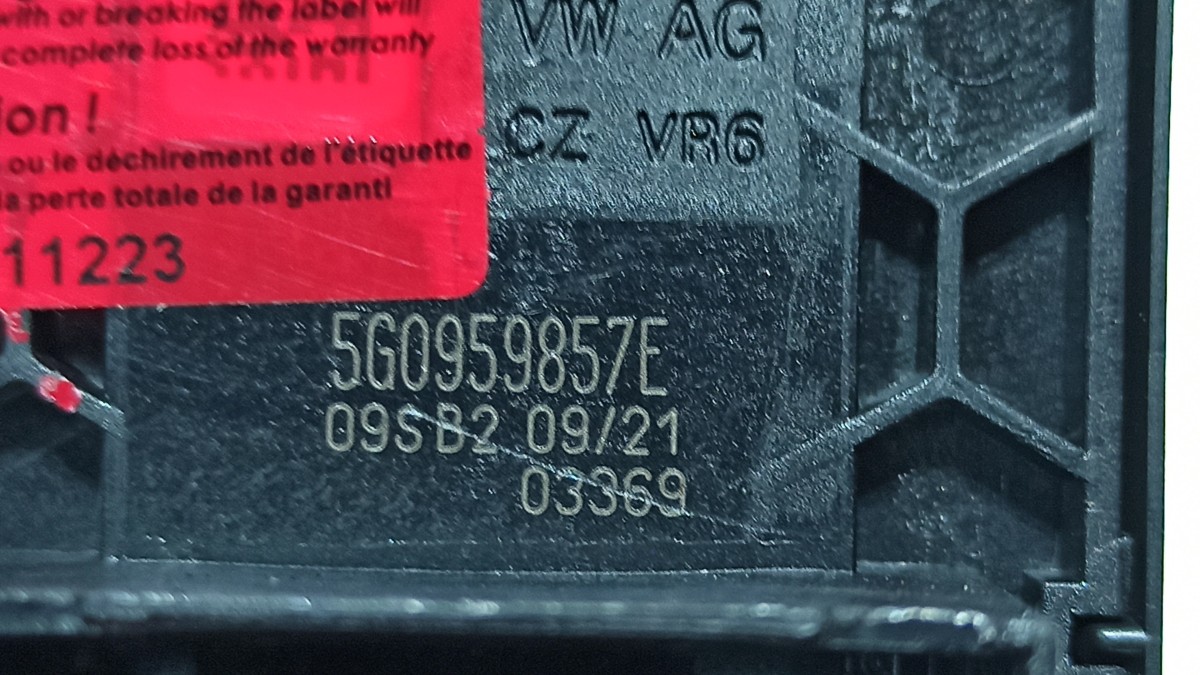 with or breaking the label will
complete loss of the warranty
ion !
ou le déchirement de l'étiquette
la perte totale de la garanti
11223
VW AG
CZ VR6
5G0959857E
09SB2 09/21
03369